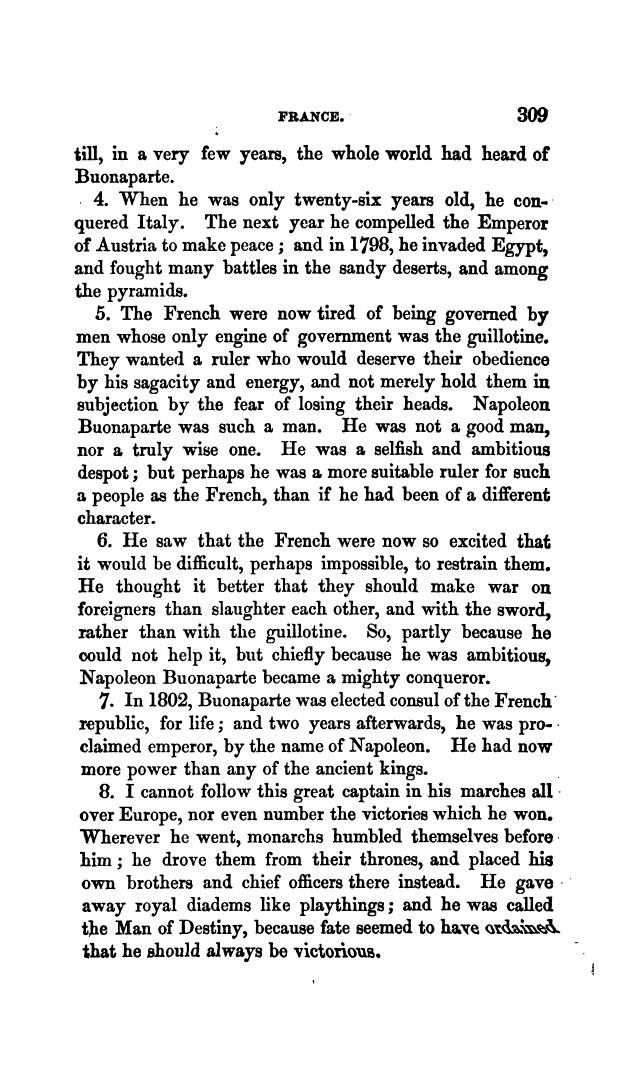 FRANCE. 309
till, in a very few years, the whole world had heard of
Buonaparte.
4. When he was only twenty-six years old, he con-
quered Italy. The next year he compelled the Emperor
of Austria to make peace ; and in 1798, he invaded Egypt,
and fought many battles in the sandy deserts, and among
the pyramids.
5. The French were now tired of being governed by
men whose only engine of government was the guillotine.
They wanted a ruler who would deserve their obedience
by his sagacity and energy, and not merely hold them in
subjection by the fear of losing their heads. Napoleon
Buonaparte was such a man. He was not a good man,
nor a truly wise one. He was a selfish and ambitious
despot ; but perhaps he was a more suitable ruler for such
a people as the French, than if he had been of a different
character.
6. He saw that the French were now so excited that
it would be difficult, perhaps impossible, to restrain them.
He thought it better that they should make war on
foreigners than slaughter each other, and with the sword,
rather than with the guillotine. So, partly because he
could not help it, but chiefly because he was ambitious,
Napoleon Buonaparte became a mighty conqueror.
7. In 1802, Buonaparte was elected consul of the French
republic, for life ; and two years afterwards, he was pro-
claimed emperor, by the name of Napoleon. He had now
more power than any of the ancient kings.
8. I cannot follow this great captain in his marches all
over Europe, nor even number the victories which he won.
Wherever he went, monarchs humbled themselves before
him ; he drove them from their thrones, and placed his
own brothers and chief officers there instead. He gave
away royal diadems like playthings ; and he was called
the Man of Destiny, because fate seemed to have ordained
that he should always be victorious.